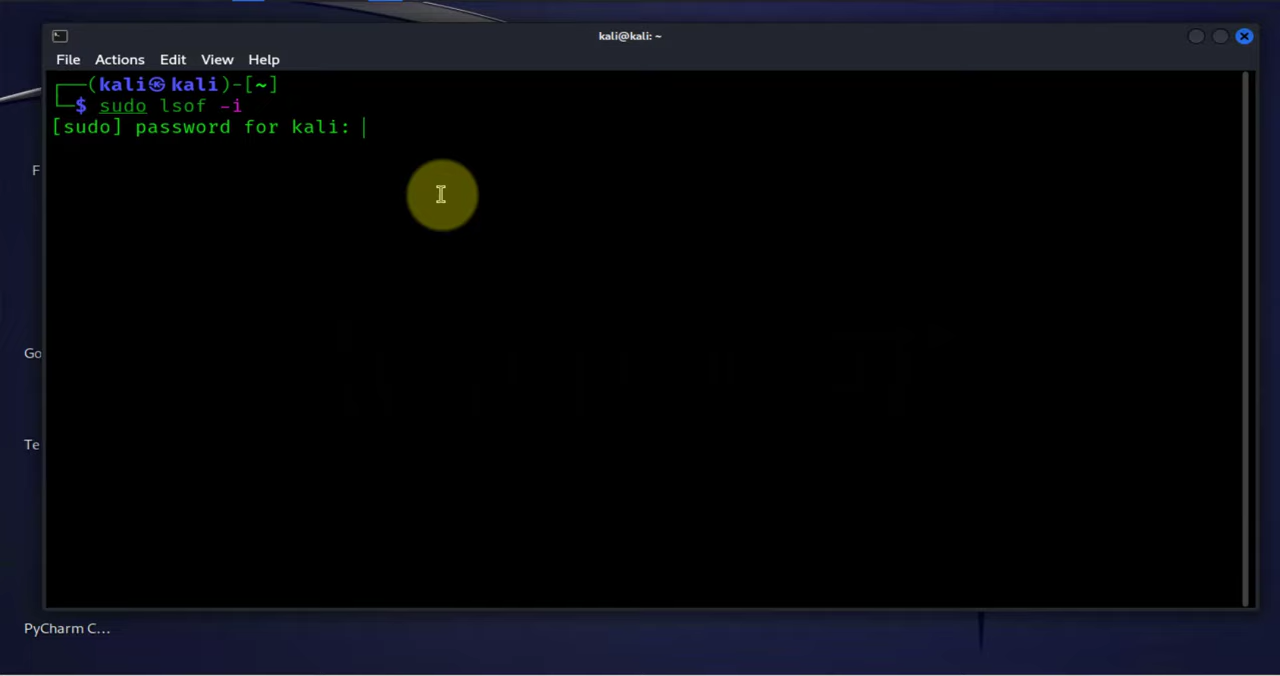 kali@kali: ~
File Actions Edit View Help
┌──(kali㉿kali)-[~]
└─$ sudo lsof -i
[sudo] password for kali:
F
Go
Te
PyCharm C...